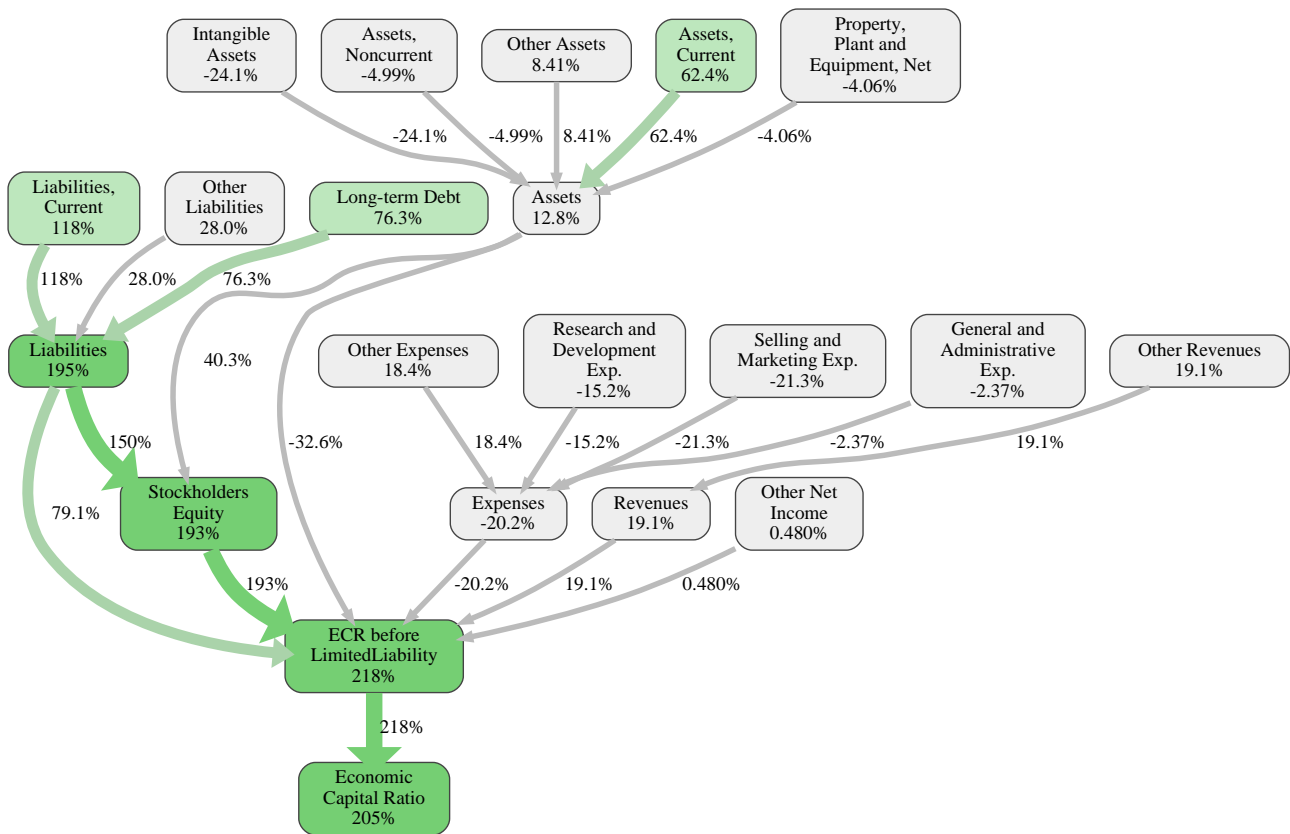 Intangible
Assets
-24.1%
Assets,
Noncurrent
-4.99%
Other Assets
8.41%
Assets,
Current
62.4%
Property,
Plant and
Equipment, Net
-4.06%
-24.1%
-4.99%
8.41%
62.4%
-4.06%
Liabilities,
Current
118%
Other
Liabilities
28.0%
Long-term Debt
76.3%
Assets
12.8%
118%
28.0%
76.3%
40.3%
-32.6%
Liabilities
195%
Other Expenses
18.4%
Research and
Development
Exp.
-15.2%
Selling and
Marketing Exp.
-21.3%
General and
Administrative
Exp.
-2.37%
Other Revenues
19.1%
150%
79.1%
18.4%
-15.2%
-21.3%
-2.37%
19.1%
Stockholders
Equity
193%
Expenses
-20.2%
Revenues
19.1%
Other Net
Income
0.480%
193%
-20.2%
19.1%
0.480%
ECR before
LimitedLiability
218%
218%
Economic
Capital Ratio
205%